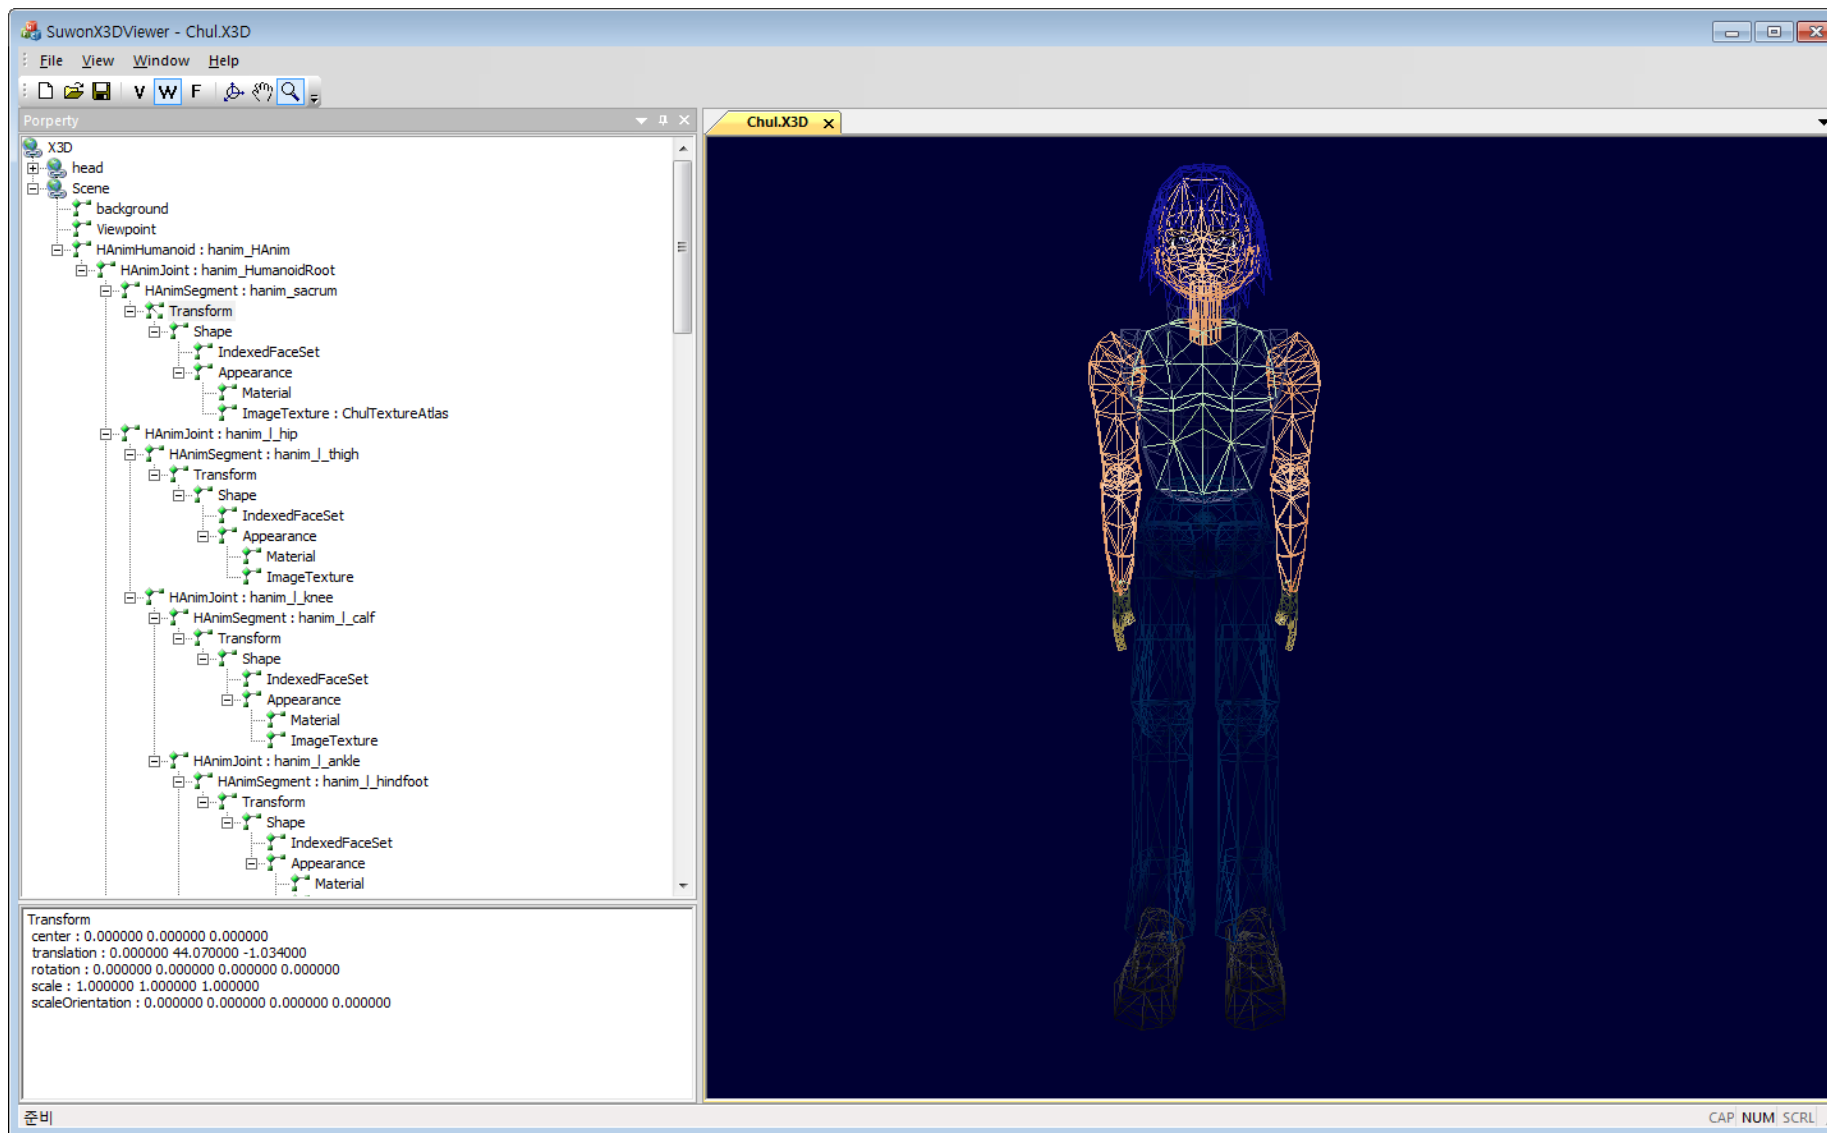 SuwonX3DViewer - Chul.X3D
File View Window Help
V W F
Porperty
Chul.X3D
X3D
head
Scene
background
Viewpoint
HAnimHumanoid : hanim_HAnim
HAnimJoint : hanim_HumanoidRoot
HAnimSegment : hanim_sacrum
Transform
Shape
IndexedFaceSet
Appearance
Material
ImageTexture : ChulTextureAtlas
HAnimJoint : hanim_l_hip
HAnimSegment : hanim_l_thigh
Transform
Shape
IndexedFaceSet
Appearance
Material
ImageTexture
HAnimJoint : hanim_l_knee
HAnimSegment : hanim_l_calf
Transform
Shape
IndexedFaceSet
Appearance
Material
ImageTexture
HAnimJoint : hanim_l_ankle
HAnimSegment : hanim_l_hindfoot
Transform
Shape
IndexedFaceSet
Appearance
Material
Transform
center : 0.000000 0.000000 0.000000
translation : 0.000000 44.070000 -1.034000
rotation : 0.000000 0.000000 0.000000 0.000000
scale : 1.000000 1.000000 1.000000
scaleOrientation : 0.000000 0.000000 0.000000 0.000000
준비
CAP NUM SCRL